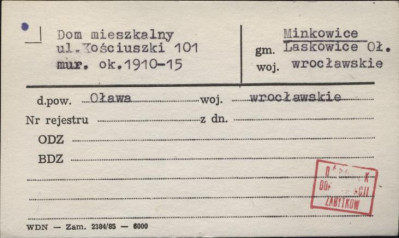 Dom mieszkalny
ul.Kościuszki 101
mur. ok.1910-15
Minkowice
gm. Laskowice Oł.
woj. wrocławskie
d.pow. Oława woj. wrocławskie
Nr rejestru z dn.
ODZ
BDZ
ZABYTKÓW
WDN — Zam. 2384/85 — 6000